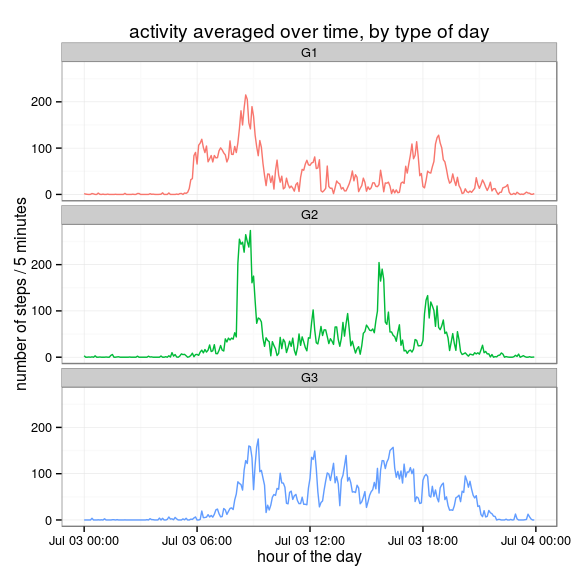 activity averaged over time, by type of day
G1
200
100
0
G2
200
100
0
G3
200
100
0
number of steps / 5 minutes
Jul 03 00:00 Jul 03 06:00 Jul 03 12:00 Jul 03 18:00 Jul 04 00:00
hour of the day